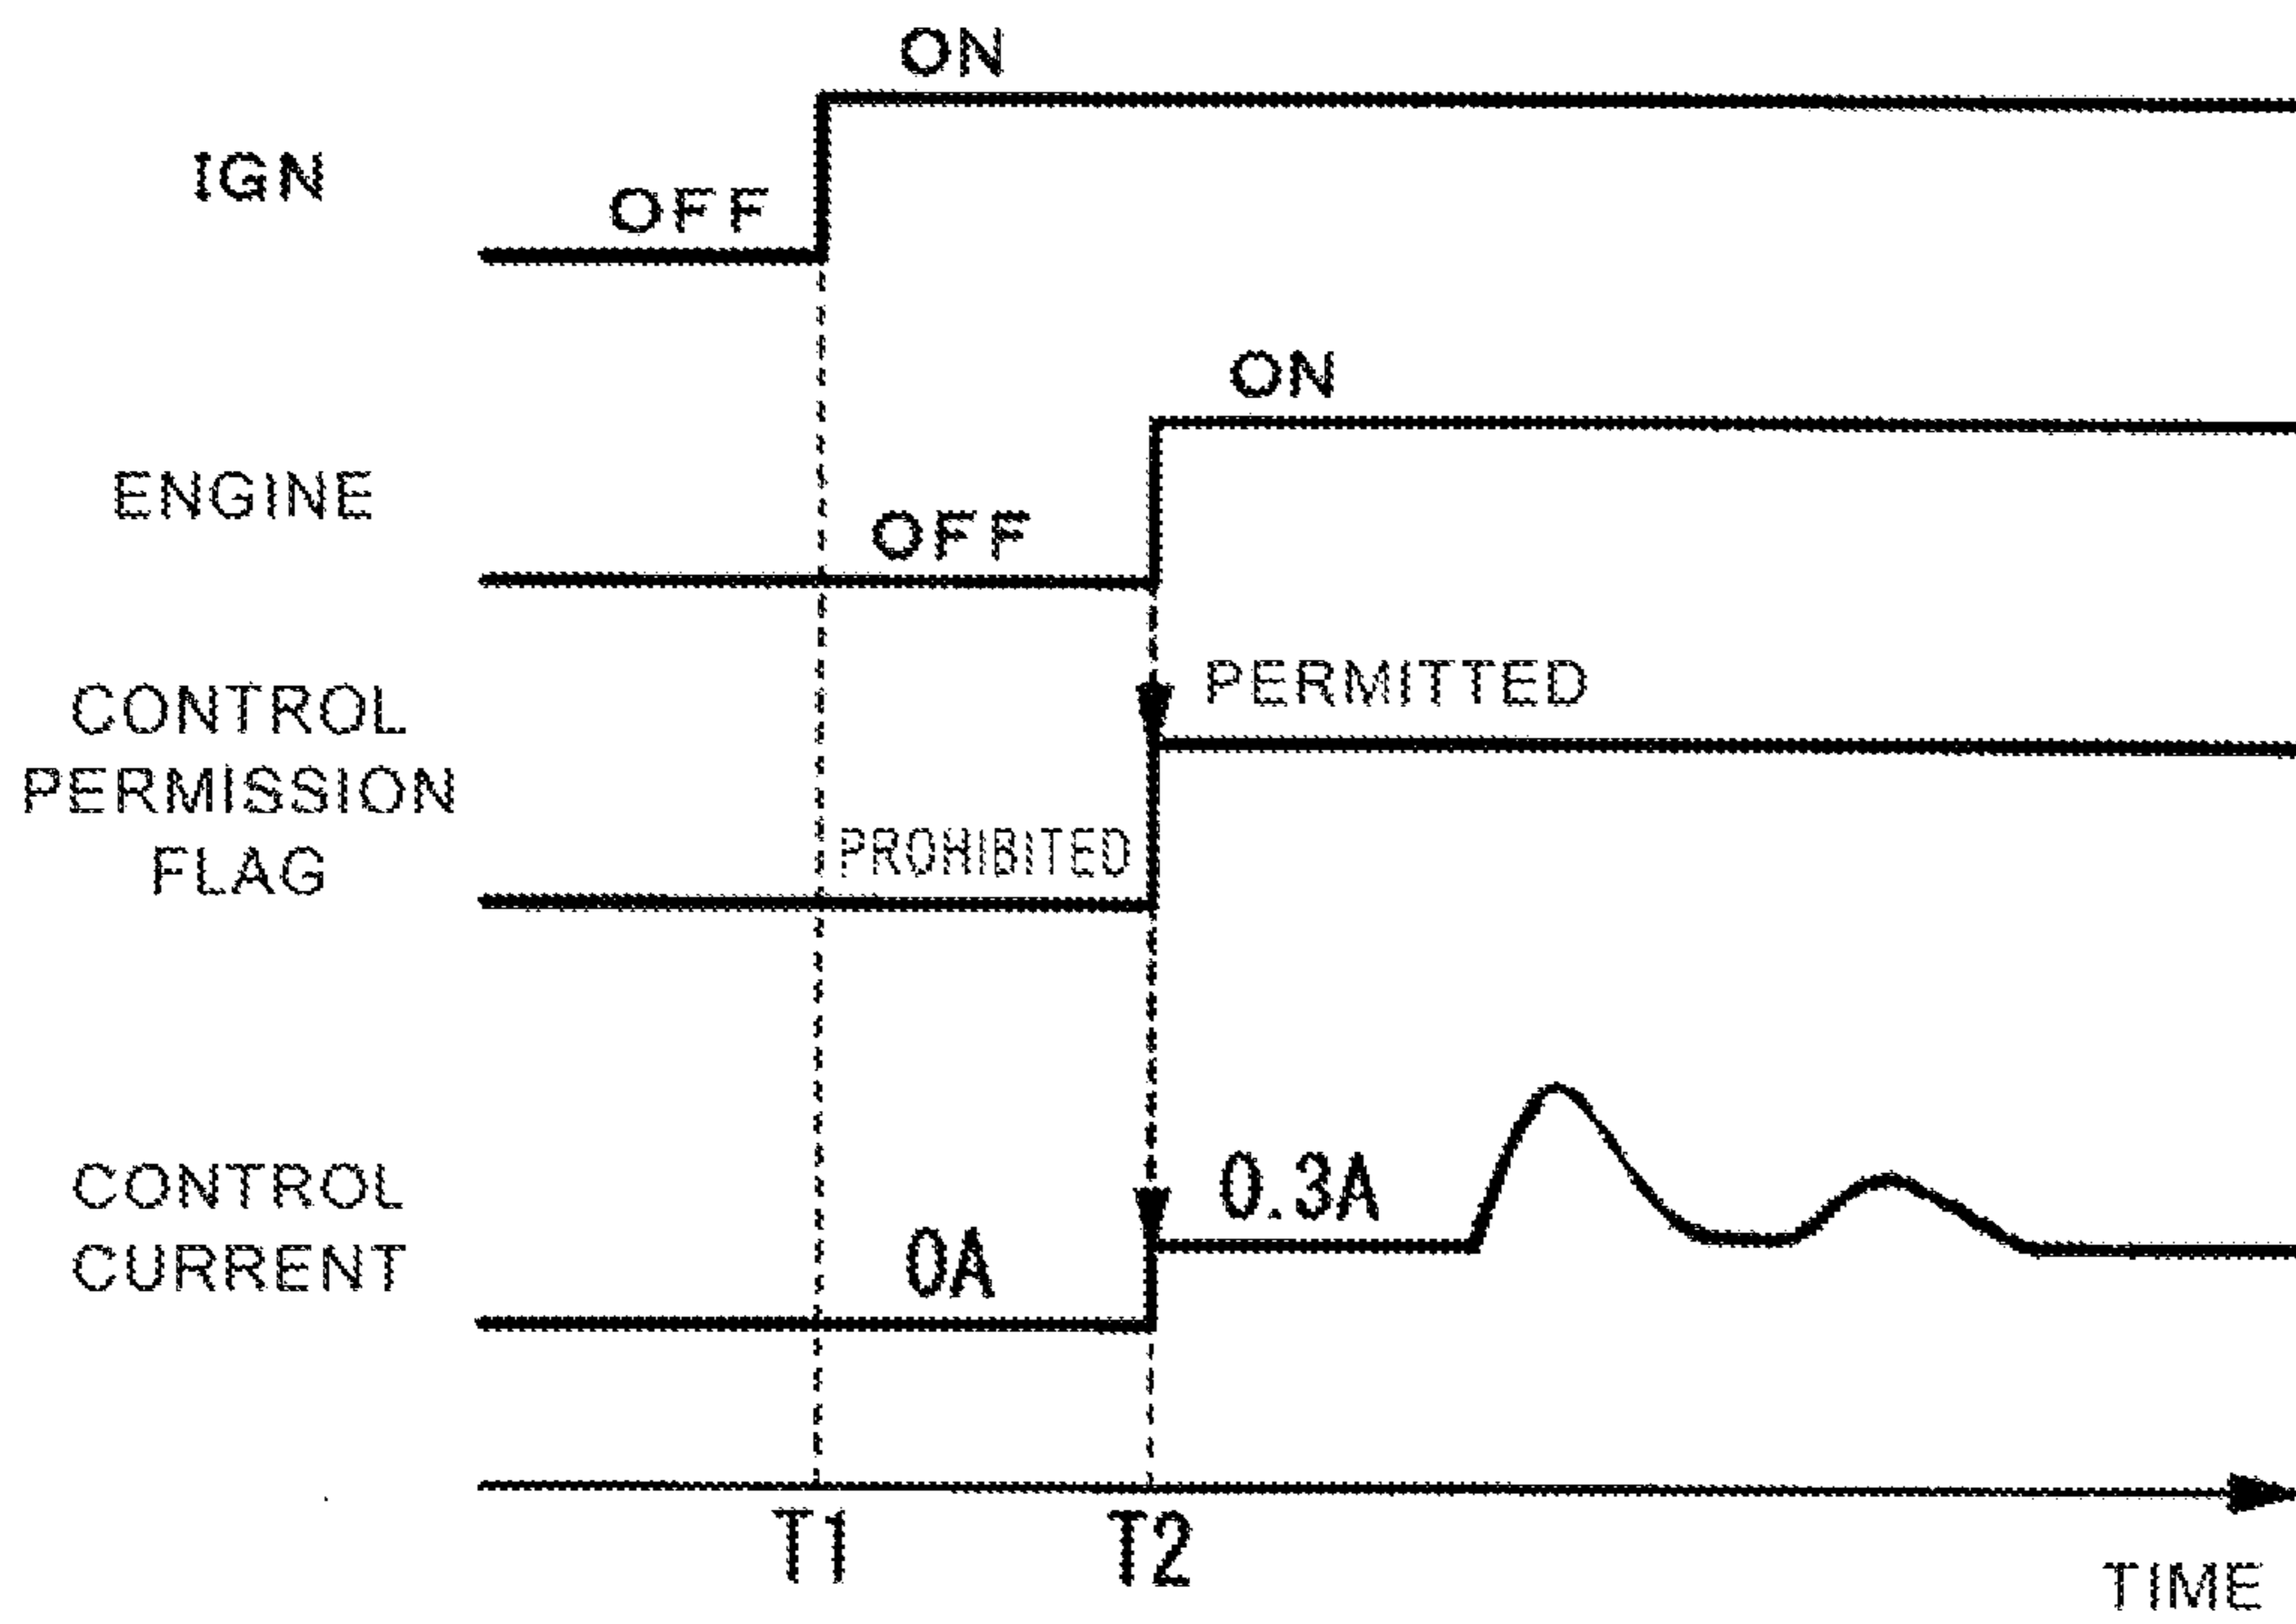 ON
IGN
OFF
ON
ENGINE
OFF
PERMITTED
CONTROL
PERMISSION
FLAG
PROHIBITED
CONTROL
CURRENT
0.3A
0A
T1
T2
TIME